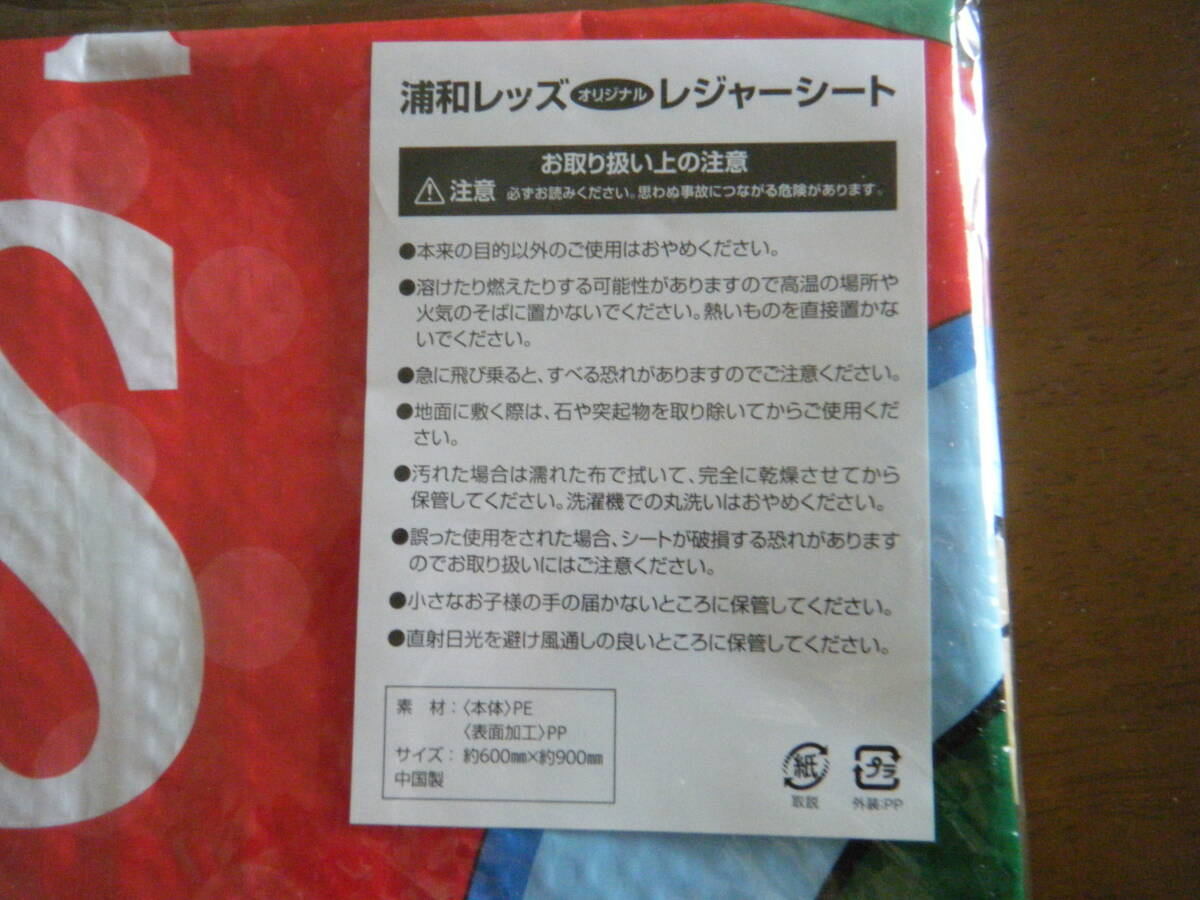 浦和レッズ オリジナル レジャーシート
お取り扱い上の注意
注意 必ずお読みください。思わぬ事故につながる危険があります。
●本来の目的以外のご使用はおやめください。
●溶けたり燃えたりする可能性がありますので高温の場所や
火気のそばに置かないでください。熱いものを直接置かな
いでください。
●急に飛び乗ると、すべる恐れがありますのでご注意ください。
●地面に敷く際は、石や突起物を取り除いてからご使用くだ
さい。
●汚れた場合は濡れた布で拭いて、完全に乾燥させてから
保管してください。洗濯機での丸洗いはおやめください。
●誤った使用をされた場合、シートが破損する恐れがあります
のでお取り扱いにはご注意ください。
●小さなお子様の手の届かないところに保管してください。
●直射日光を避け風通しの良いところに保管してください。
素　材：〈本体〉PE
〈表面加工〉PP
サイズ：約600㎜×約900㎜
中国製
紙
取説
プラ
外装:PP
S